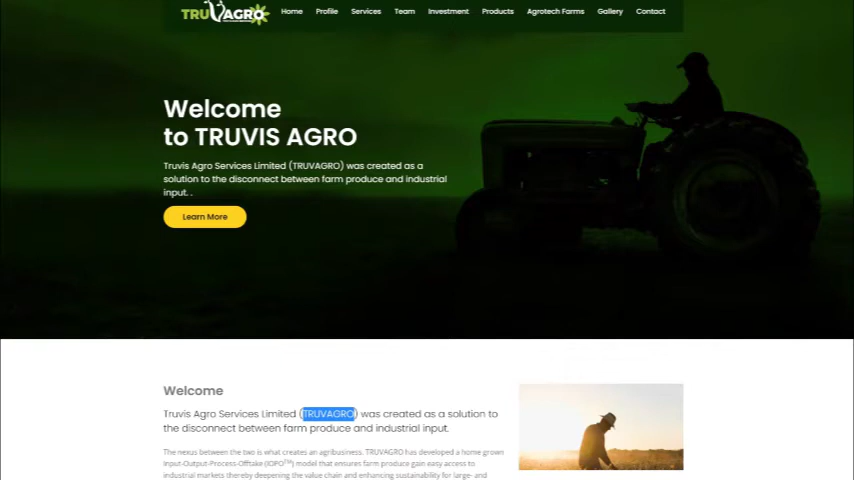 TRUVAGRO
Home Profile Services Team Investment Products Agrotech Farms Gallery Contact
Welcome
to TRUVIS AGRO
Truvis Agro Services Limited (TRUVAGRO) was created as a
solution to the disconnect between farm produce and industrial
input. .
Learn More
Welcome
Truvis Agro Services Limited (TRUVAGRO) was created as a solution to
the disconnect between farm produce and industrial input.
The nexus between the two is what creates an agribusiness. TRUVAGRO has developed a home grown
Input-Output-Process-Offtake (IOPO™) model that ensures farm produce gain easy access to
industrial markets thereby deepening the value chain and enhancing sustainability for large- and